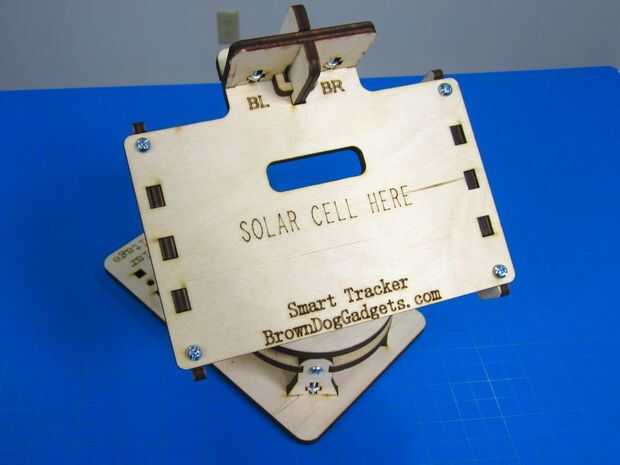 BL BR
SOLAR CELL HERE
Smart Tracker
BrownDogGadgets.com